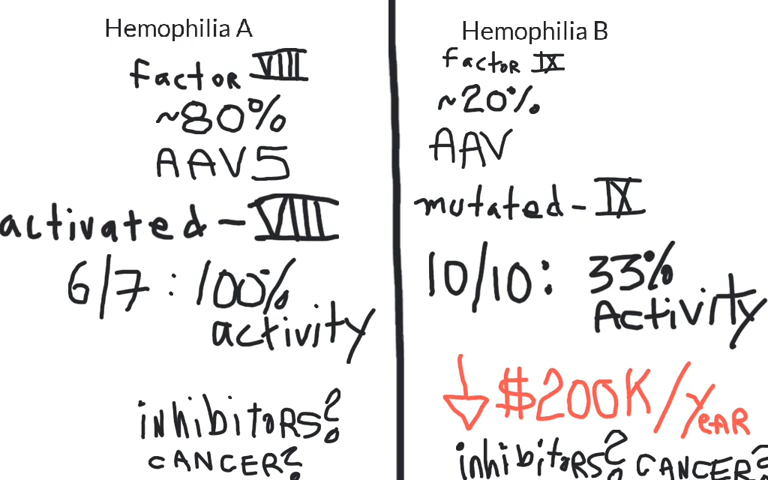 Hemophilia A
factor VIII
~80%
AAV5
activated - VIII
6/7 : 100%
activity
inhibitors?
CANCER?
Hemophilia B
factor IX
~20%
AAV
mutated - IX
10/10: 33%
Activity
↓ $200K/YEAR
inhibitors? CANCER?